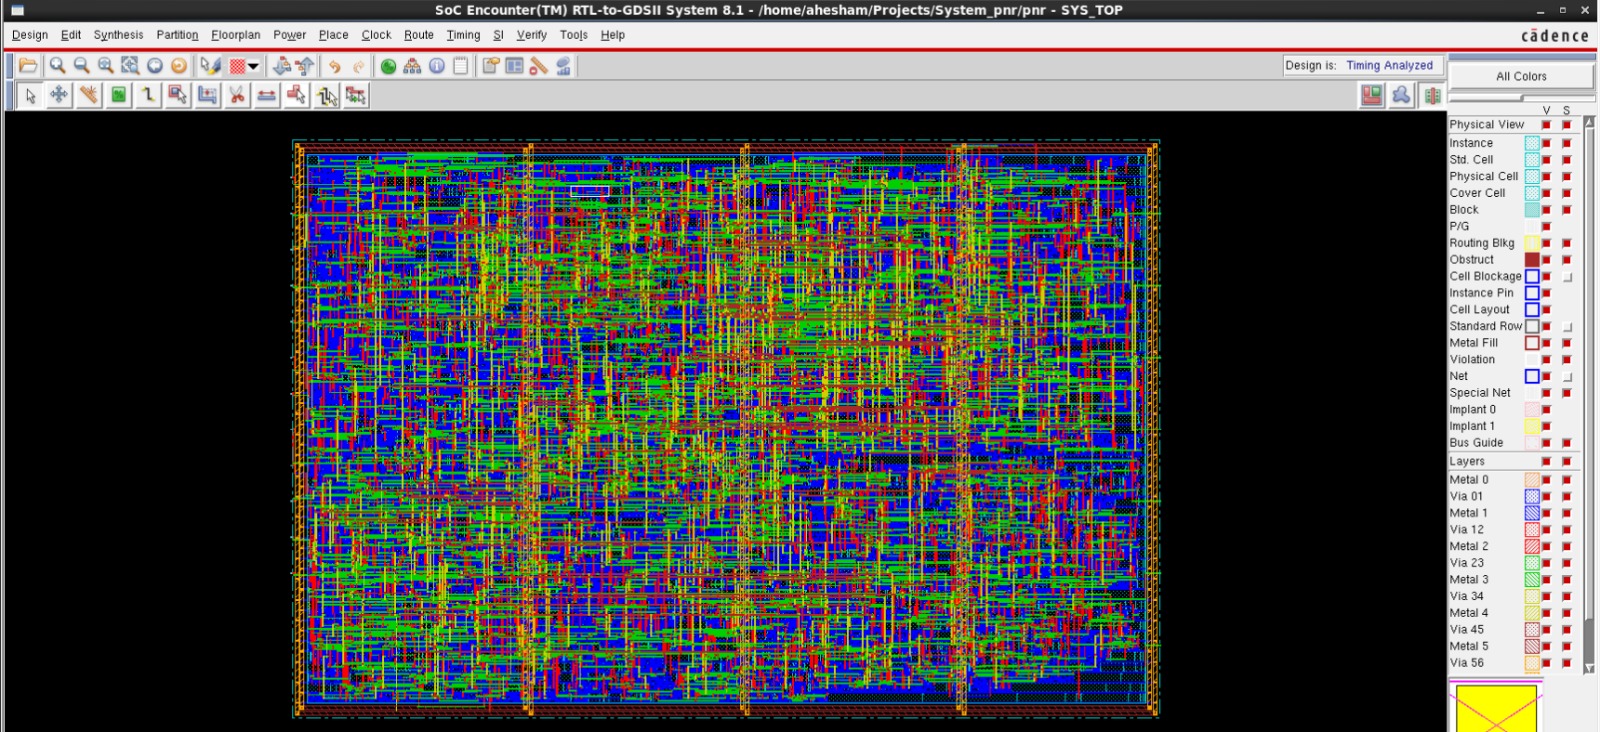 SoC Encounter(TM) RTL-to-GDSII System 8.1 - /home/ahesham/Projects/System_pnr/pnr - SYS_TOP
Design Edit Synthesis Partition Floorplan Power Place Clock Route Timing SI Verify Tools Help
cādence
Design is: Timing Analyzed
All Colors
V S
Physical View
Instance
Std. Cell
Physical Cell
Cover Cell
Block
P/G
Routing Blkg
Obstruct
Cell Blockage
Instance Pin
Cell Layout
Standard Row
Metal Fill
Violation
Net
Special Net
Implant 0
Implant 1
Bus Guide
Layers
Metal 0
Via 01
Metal 1
Via 12
Metal 2
Via 23
Metal 3
Via 34
Metal 4
Via 45
Metal 5
Via 56